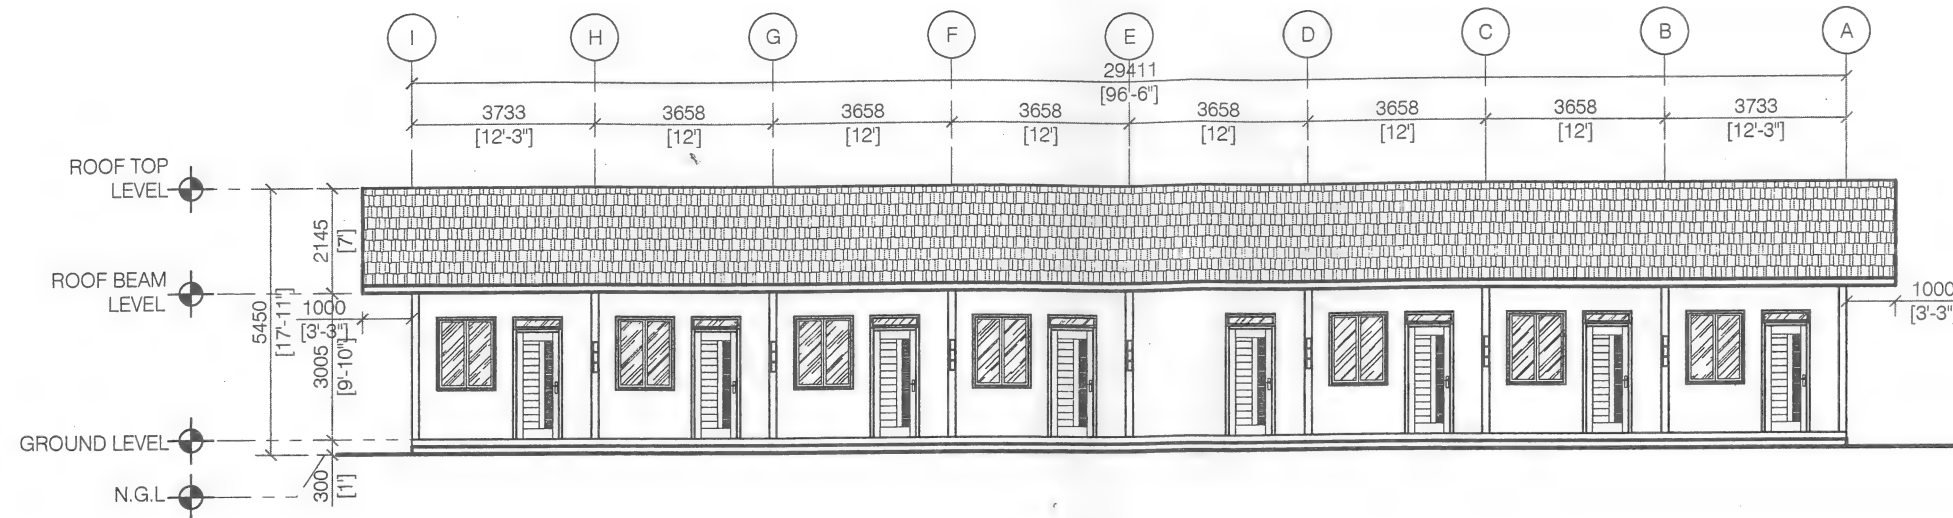 I H G F E D C B A
29411
[96'-6"]
3733 3658 3658 3658 3658 3658 3658 3733
[12'-3"] [12'] [12'] [12'] [12'] [12'] [12'] [12'-3"]
ROOF TOP
LEVEL
2145
[7']
ROOF BEAM
LEVEL
5450
[17'-11"]
1000
[3'-3"]
3005
[9'-10"]
1000
[3'-3"]
GROUND LEVEL
300
[1']
N.G.L